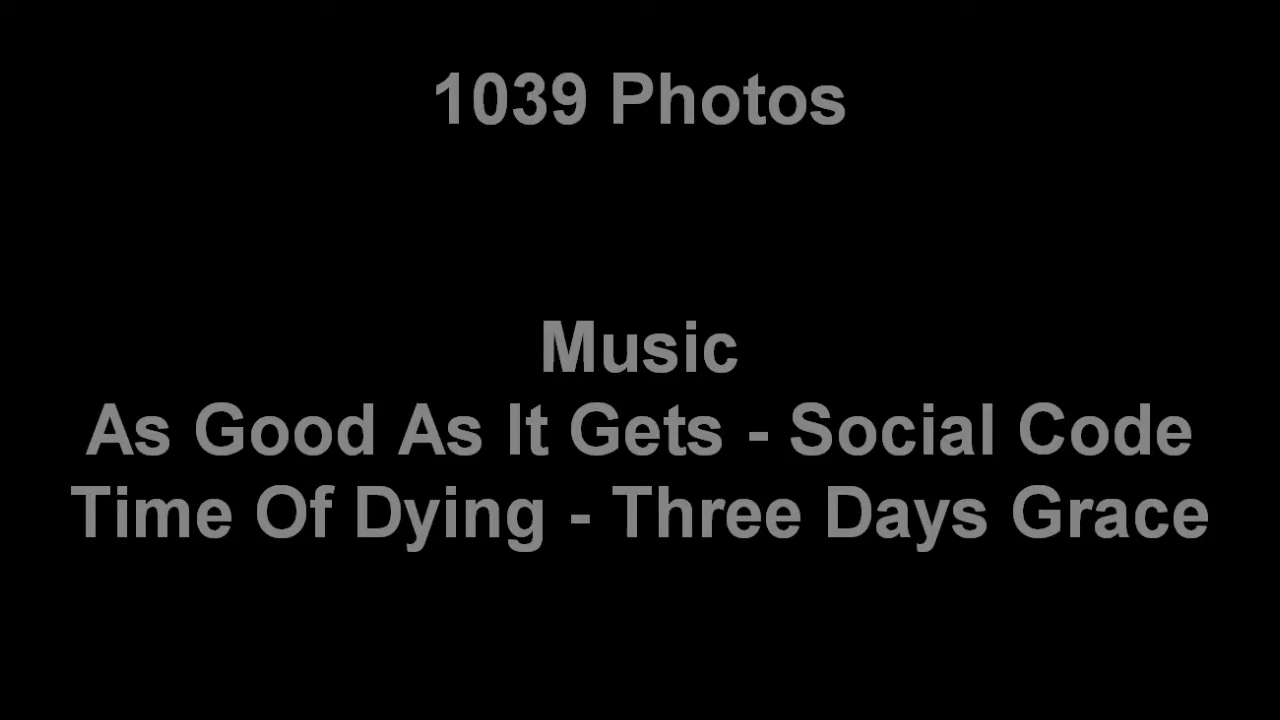 1039 Photos
Music
As Good As It Gets - Social Code
Time Of Dying - Three Days Grace